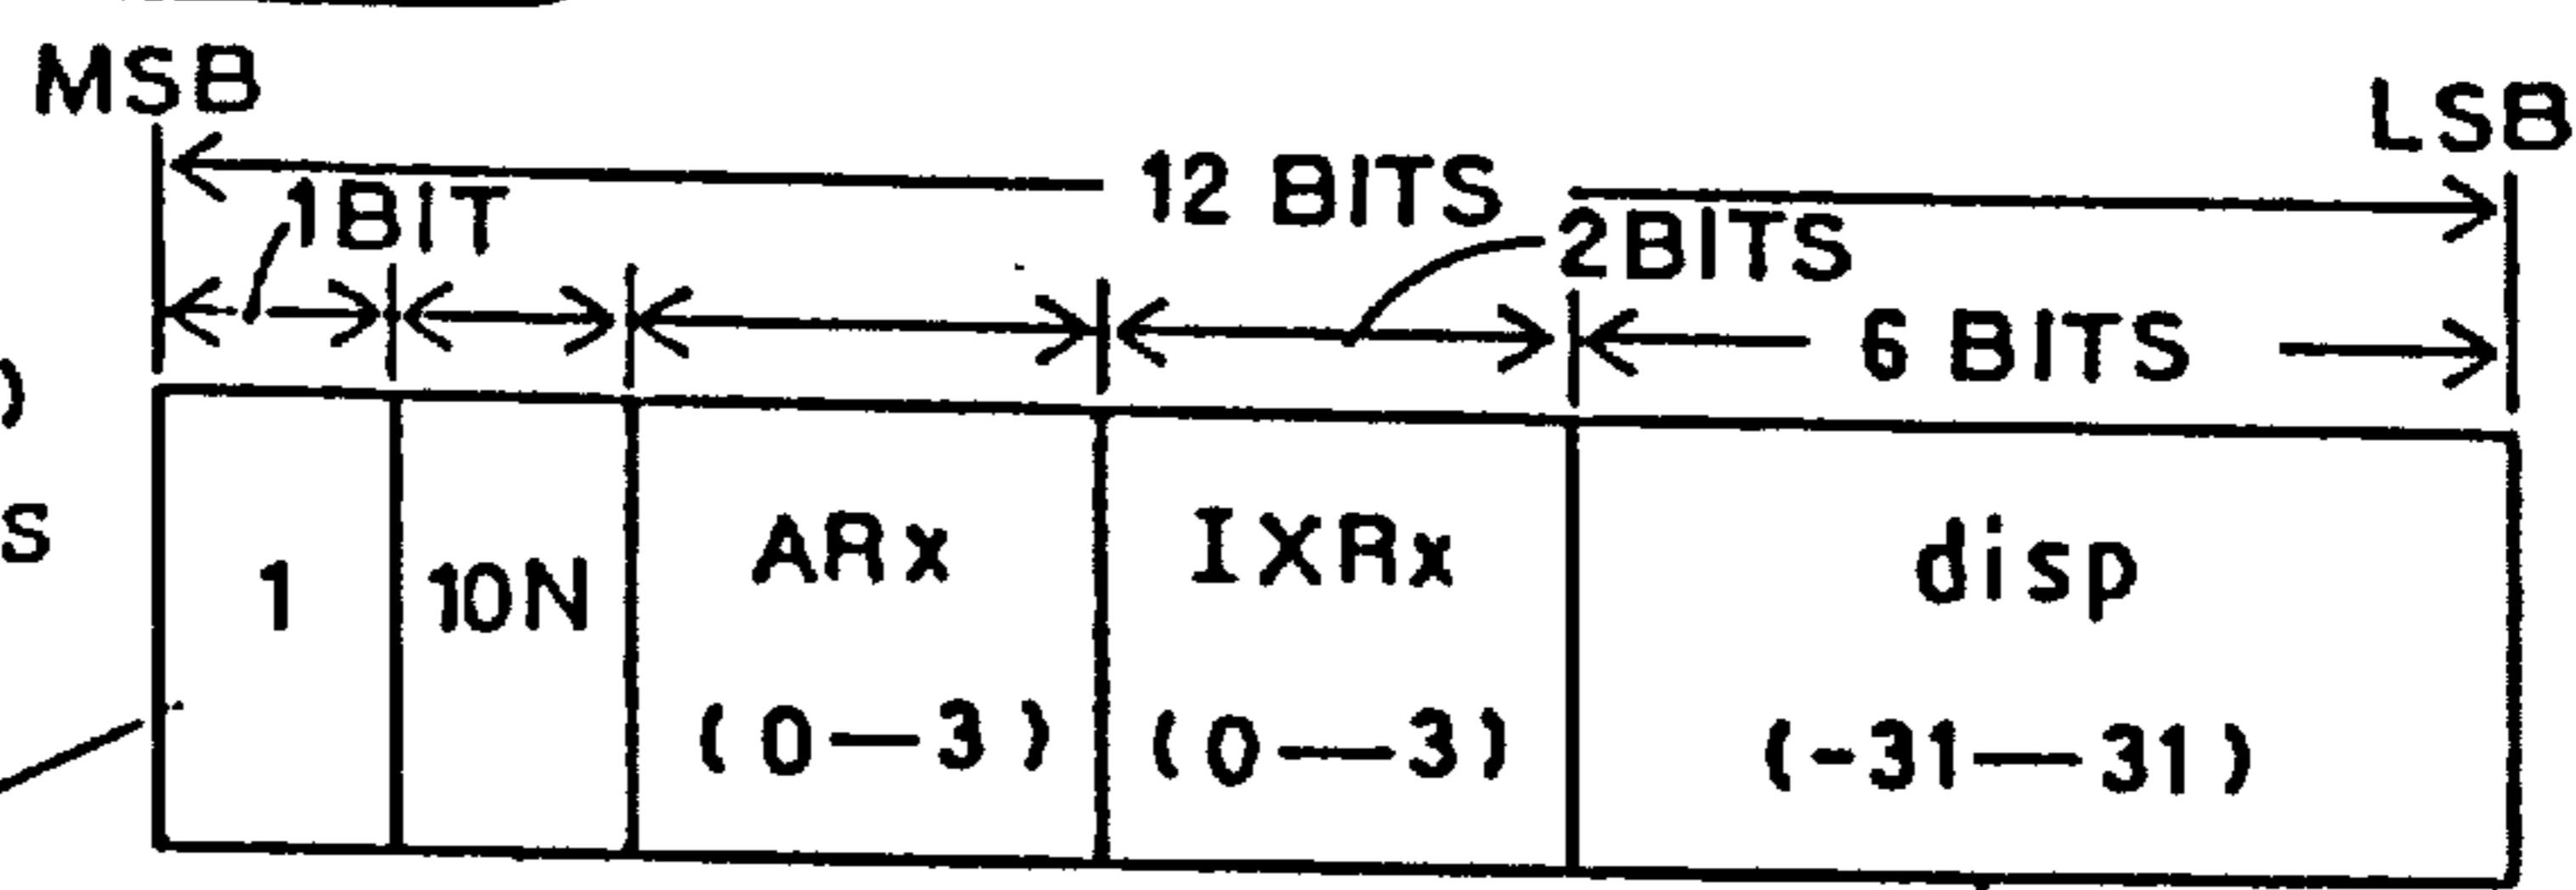 MSB
LSB
12 BITS
1BIT
2BITS
6 BITS
)
S
1
10N
ARx
IXRx
disp
(0—3)
(0—3)
(-31—31)